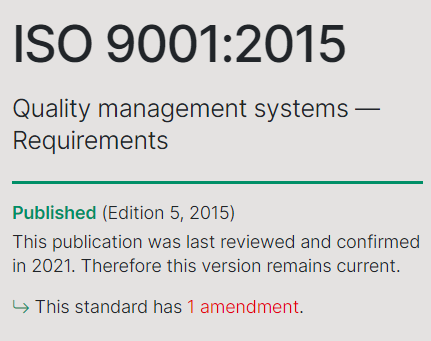 ISO 9001:2015
Quality management systems —
Requirements
Published (Edition 5, 2015)
This publication was last reviewed and confirmed
in 2021. Therefore this version remains current.
This standard has 1 amendment.